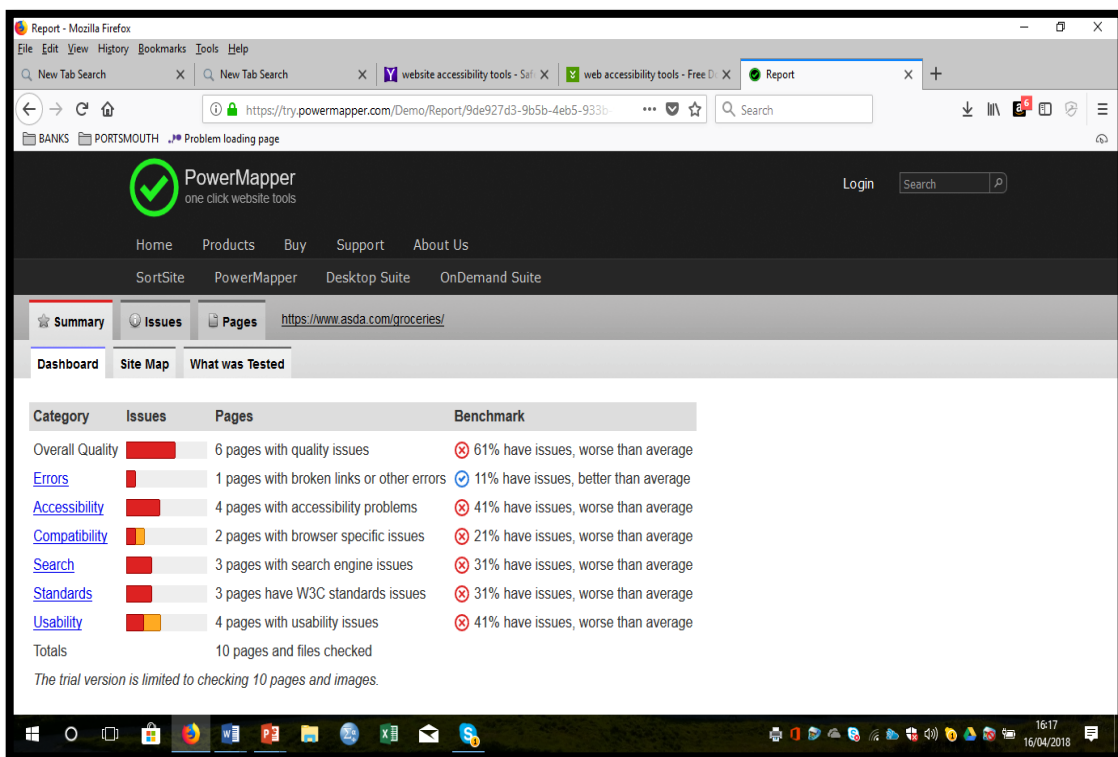 Report - Mozilla Firefox
File Edit View History Bookmarks Tools Help
New Tab Search New Tab Search website accessibility tools - Saf web accessibility tools - Free D Report
https://try.powermapper.com/Demo/Report/9de927d3-9b5b-4eb5-933b- Search
BANKS PORTSMOUTH Problem loading page
PowerMapper
one click website tools
Login Search
Home Products Buy Support About Us
SortSite PowerMapper Desktop Suite OnDemand Suite
Summary Issues Pages https://www.asda.com/groceries/
Dashboard Site Map What was Tested
Category Issues Pages Benchmark
Overall Quality 6 pages with quality issues 61% have issues, worse than average
Errors 1 pages with broken links or other errors 11% have issues, better than average
Accessibility 4 pages with accessibility problems 41% have issues, worse than average
Compatibility 2 pages with browser specific issues 21% have issues, worse than average
Search 3 pages with search engine issues 31% have issues, worse than average
Standards 3 pages have W3C standards issues 31% have issues, worse than average
Usability 4 pages with usability issues 41% have issues, worse than average
Totals 10 pages and files checked
The trial version is limited to checking 10 pages and images.
16:17
16/04/2018